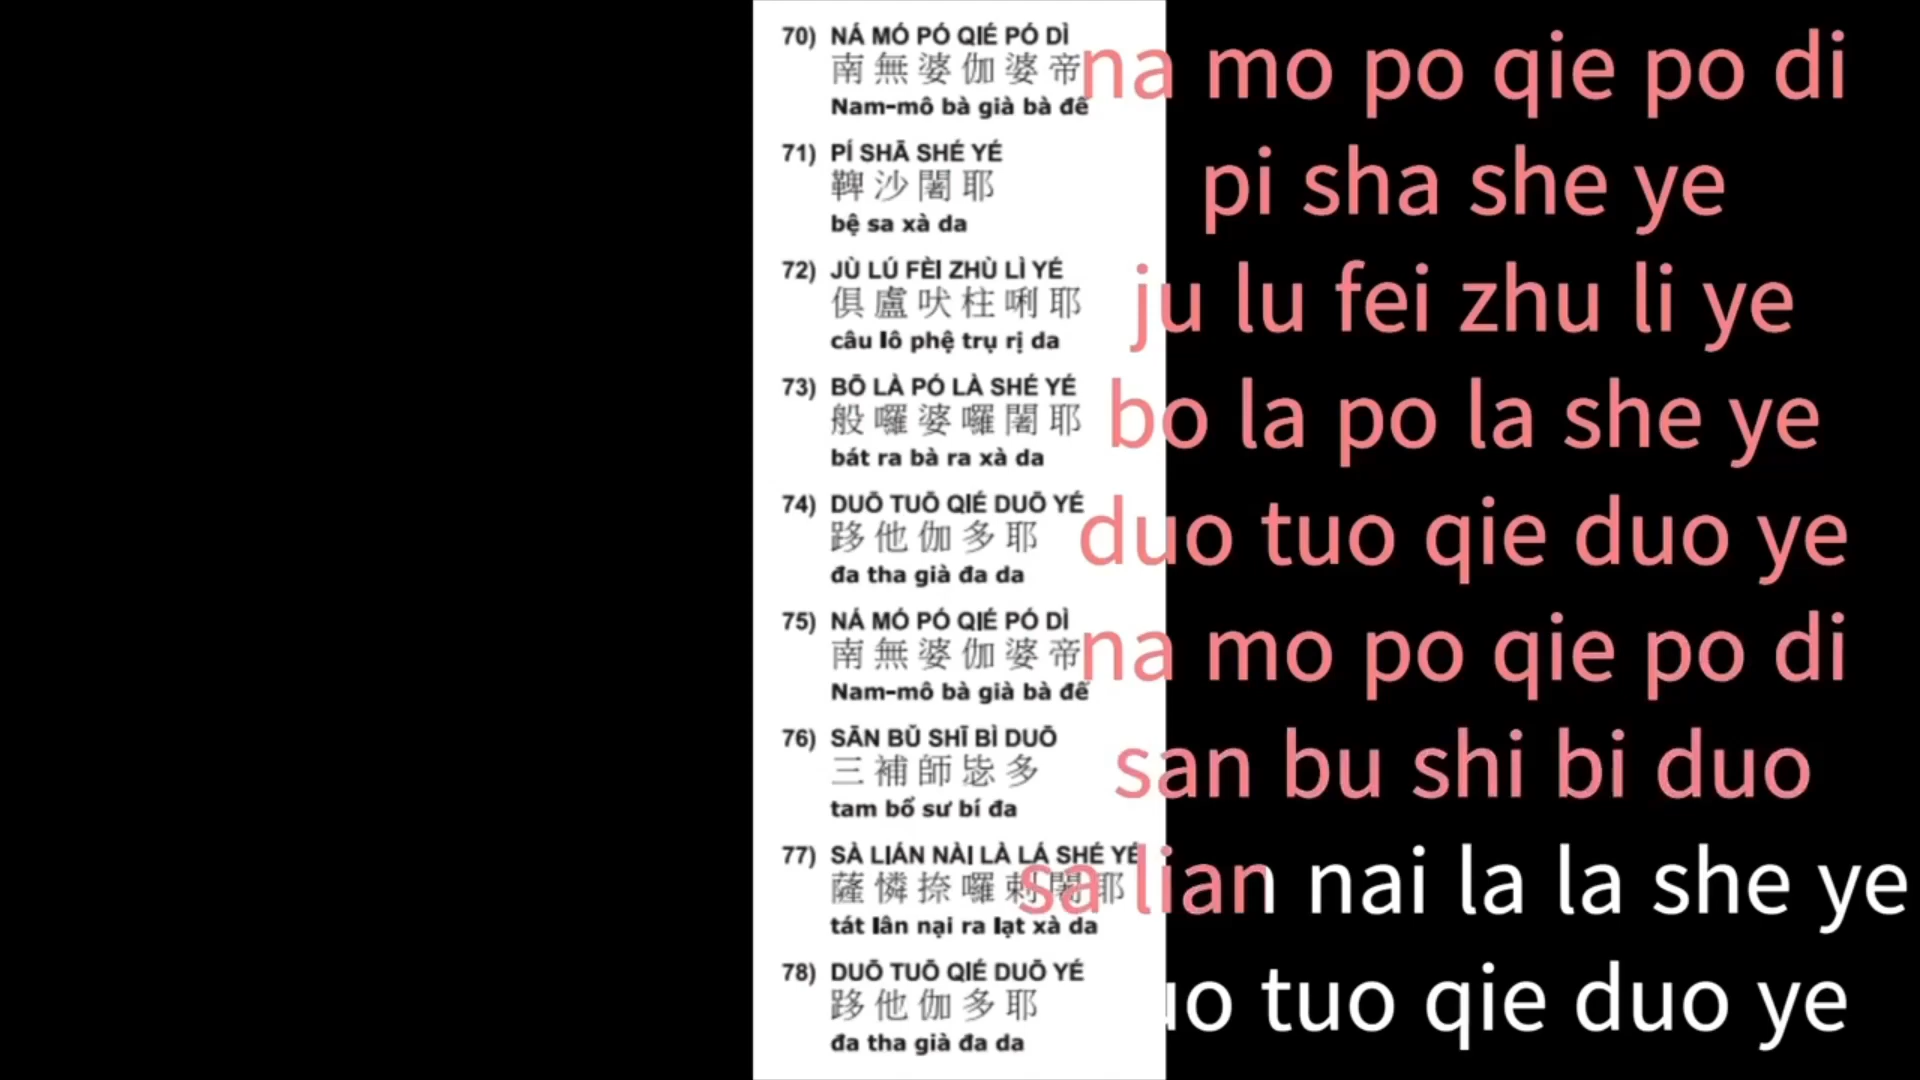 70) NÁ MÓ PÓ QIÉ PÓ DÌ
南無婆伽婆帝
Nam-mô bà già bà đế
na mo po qie po di
71) PÍ SHĀ SHÉ YÉ
鞞沙闍耶
bệ sa xà da
pi sha she ye
72) JÙ LÚ FÈI ZHÙ LÌ YÉ
俱盧吠柱唎耶
câu lô phệ trụ rị da
ju lu fei zhu li ye
73) BŌ LÀ PÓ LÀ SHÉ YÉ
般囉婆囉闍耶
bát ra bà ra xà da
bo la po la she ye
74) DUŌ TUŌ QIÉ DUŌ YÉ
跢他伽多耶
đa tha già đa da
duo tuo qie duo ye
75) NÁ MÓ PÓ QIÉ PÓ DÌ
南無婆伽婆帝
Nam-mô bà già bà đế
na mo po qie po di
76) SĀN BǓ SHĪ BÌ DUŌ
三補師毖多
tam bổ sư bí đa
san bu shi bi duo
77) SÀ LIÁN NÀI LÀ LÁ SHÉ YÉ
薩憐捺囉剌闍耶
tát lân nại ra lạt xà da
sa lian nai la la she ye
78) DUŌ TUŌ QIÉ DUŌ YÉ
跢他伽多耶
đa tha già đa da
uo tuo qie duo ye